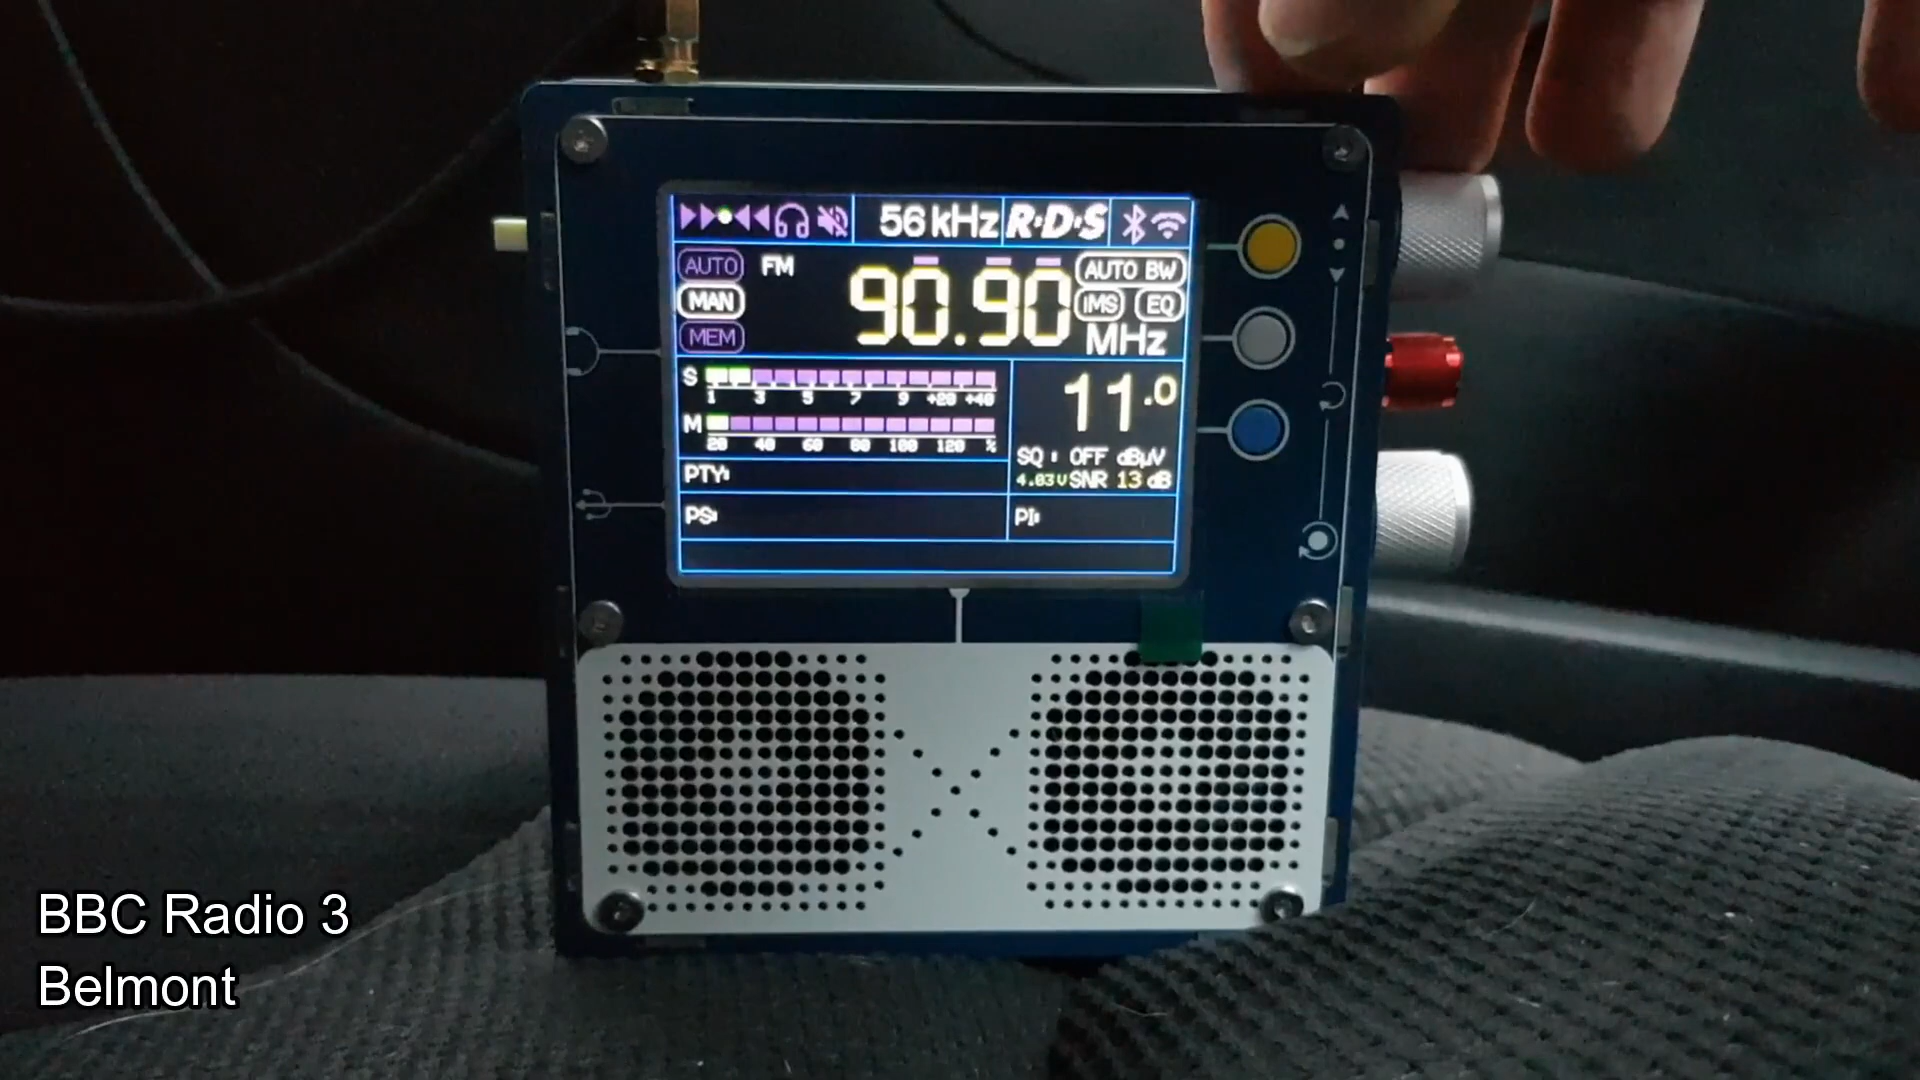 56 kHz R·D·S
AUTO FM 90.90 AUTO BW
MAN iMS EQ
MEM MHz
S
1 3 5 7 9 +20 +40
M
20 40 60 80 100 120 %
11.0
SQ: OFF dBµV
4.03V SNR 13 dB
PTY:
PS: PI:
BBC Radio 3
Belmont